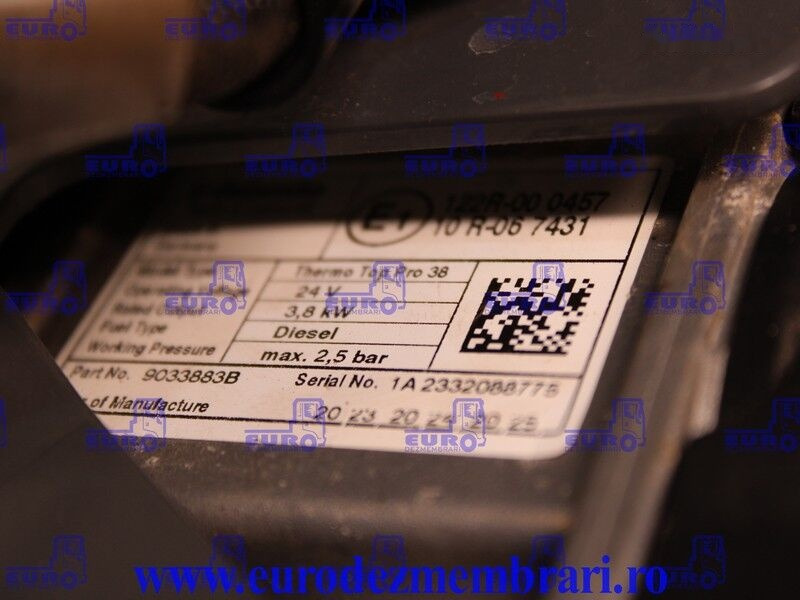 E1
122R-00 0457
10 R-06 7431
Model Type Thermo Top Pro 38
24 V
Rated 3,8 kW
Fuel Type Diesel
Working Pressure max. 2,5 bar
Part No. 9033883B Serial No. 1A
of Manufacture 20 23 20 24 20 25
EURO DEZMEMBRARI
www.eurodezmembrari.ro